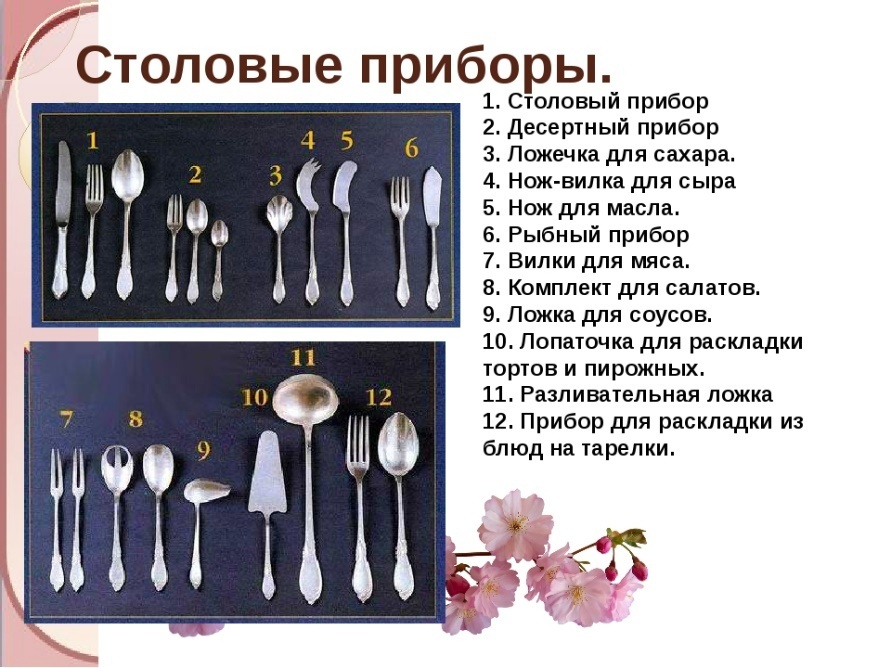 Столовые приборы.
1. Столовый прибор
2. Десертный прибор
3. Ложечка для сахара.
4. Нож-вилка для сыра
5. Нож для масла.
6. Рыбный прибор
7. Вилки для мяса.
8. Комплект для салатов.
9. Ложка для соусов.
10. Лопаточка для раскладки
тортов и пирожных.
11. Разливательная ложка
12. Прибор для раскладки из
блюд на тарелки.
1
2
3
4
5
6
7
8
9
10
11
12